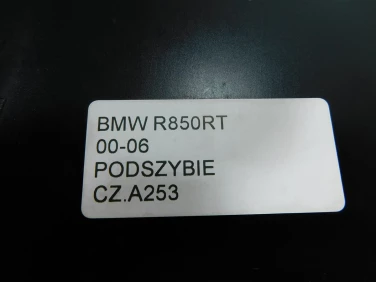 BMW R850RT
00-06
PODSZYBIE
CZ.A253